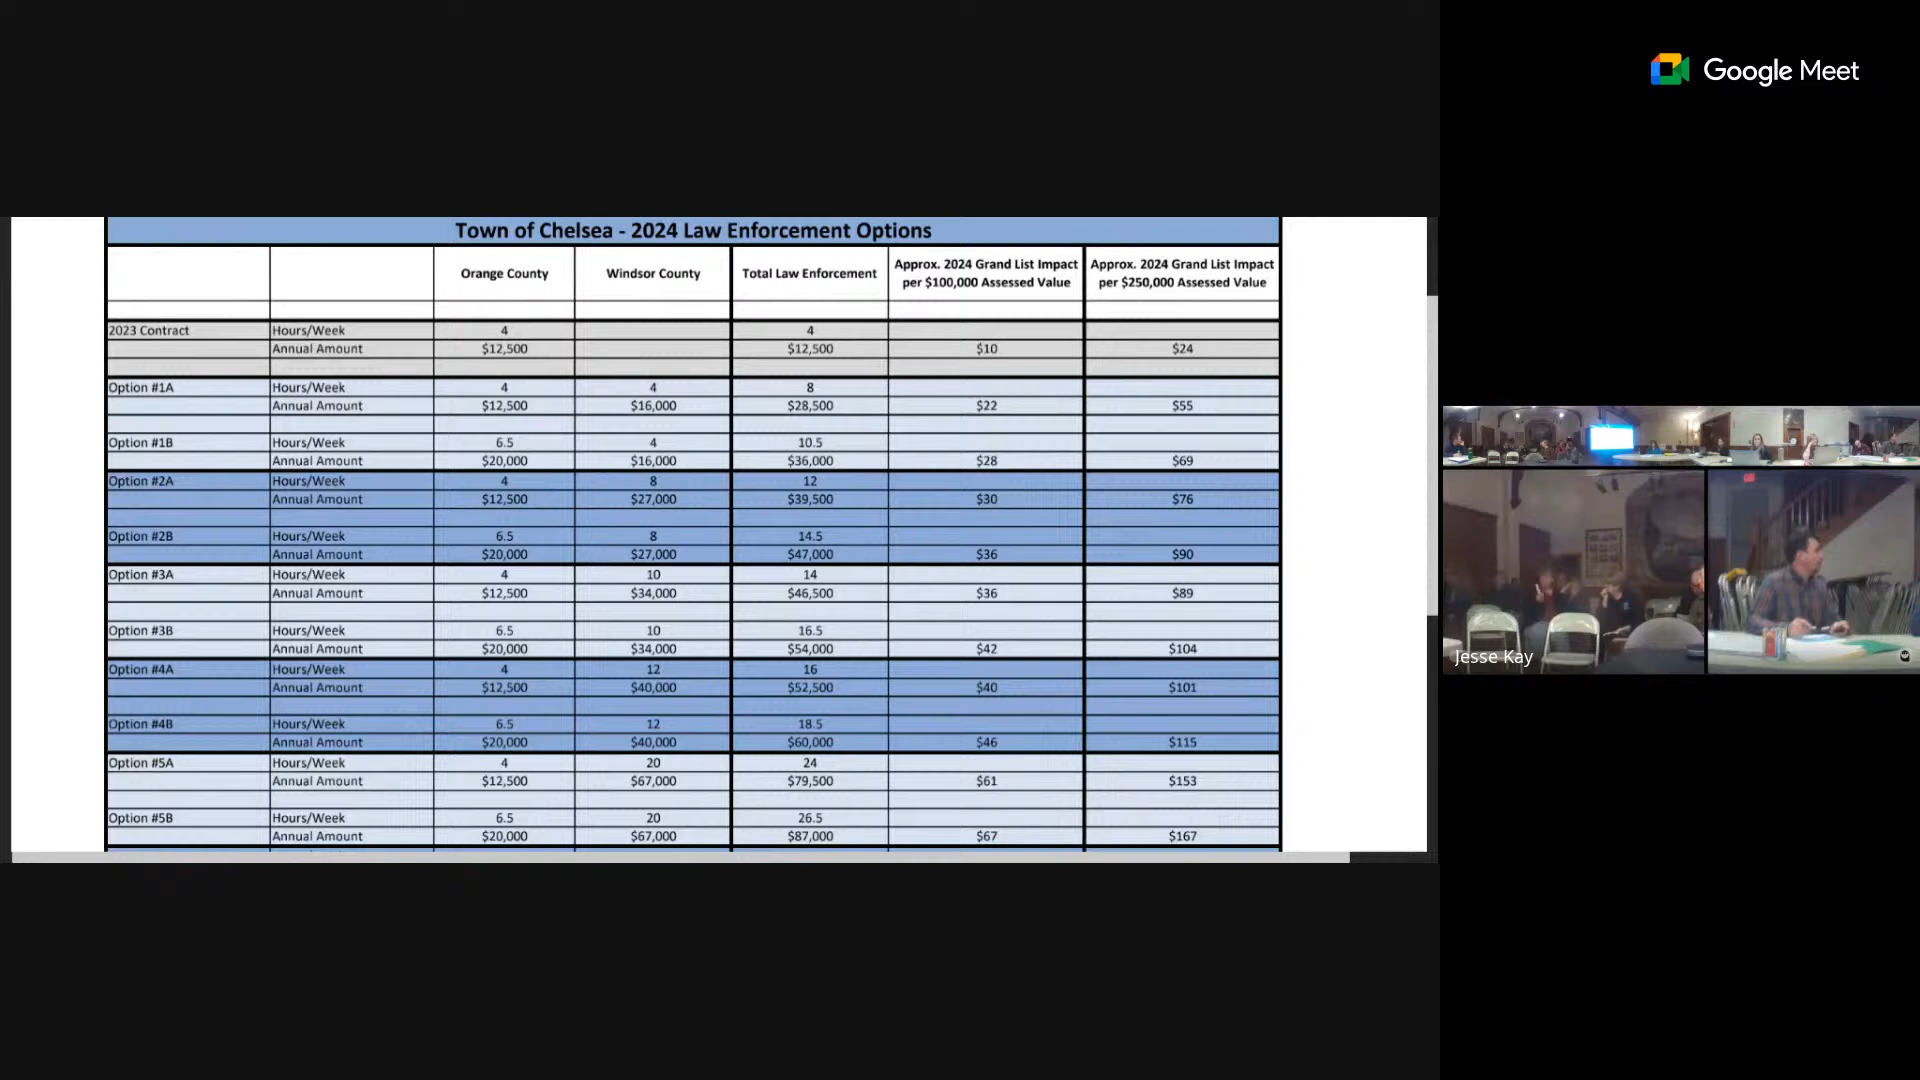 Google Meet
Town of Chelsea - 2024 Law Enforcement Options
Orange County Windsor County Total Law Enforcement Approx. 2024 Grand List Impact per $100,000 Assessed Value Approx. 2024 Grand List Impact per $250,000 Assessed Value
2023 Contract Hours/Week 4 4
Annual Amount $12,500 $12,500 $10 $24
Option #1A Hours/Week 4 4 8
Annual Amount $12,500 $16,000 $28,500 $22 $55
Option #1B Hours/Week 6.5 4 10.5
Annual Amount $20,000 $16,000 $36,000 $28 $69
Option #2A Hours/Week 4 8 12
Annual Amount $12,500 $27,000 $39,500 $30 $76
Option #2B Hours/Week 6.5 8 14.5
Annual Amount $20,000 $27,000 $47,000 $36 $90
Option #3A Hours/Week 4 10 14
Annual Amount $12,500 $34,000 $46,500 $36 $89
Option #3B Hours/Week 6.5 10 16.5
Annual Amount $20,000 $34,000 $54,000 $42 $104
Option #4A Hours/Week 4 12 16
Annual Amount $12,500 $40,000 $52,500 $40 $101
Option #4B Hours/Week 6.5 12 18.5
Annual Amount $20,000 $40,000 $60,000 $46 $115
Option #5A Hours/Week 4 20 24
Annual Amount $12,500 $67,000 $79,500 $61 $153
Option #5B Hours/Week 6.5 20 26.5
Annual Amount $20,000 $67,000 $87,000 $67 $167
Jesse Kay